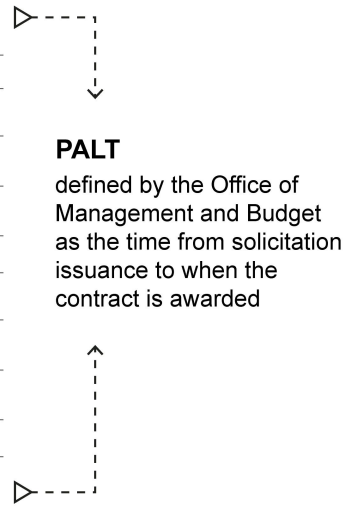 PALT
defined by the Office of
Management and Budget
as the time from solicitation
issuance to when the
contract is awarded